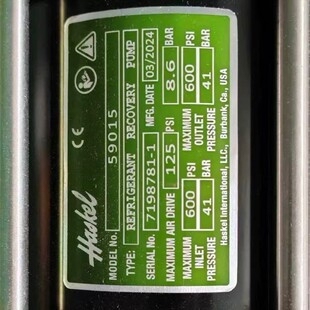 Haskel
CE
MODEL No. 59015
TYPE: REFRIGERANT RECOVERY PUMP
SERIAL No. 7198781-1 MFG. DATE 03/2024
MAXIMUM AIR DRIVE 125 PSI 8.6 BAR
MAXIMUM INLET PRESSURE 600 PSI 41 BAR
MAXIMUM OUTLET PRESSURE 600 PSI 41 BAR
Haskel International, LLC., Burbank, Ca., USA